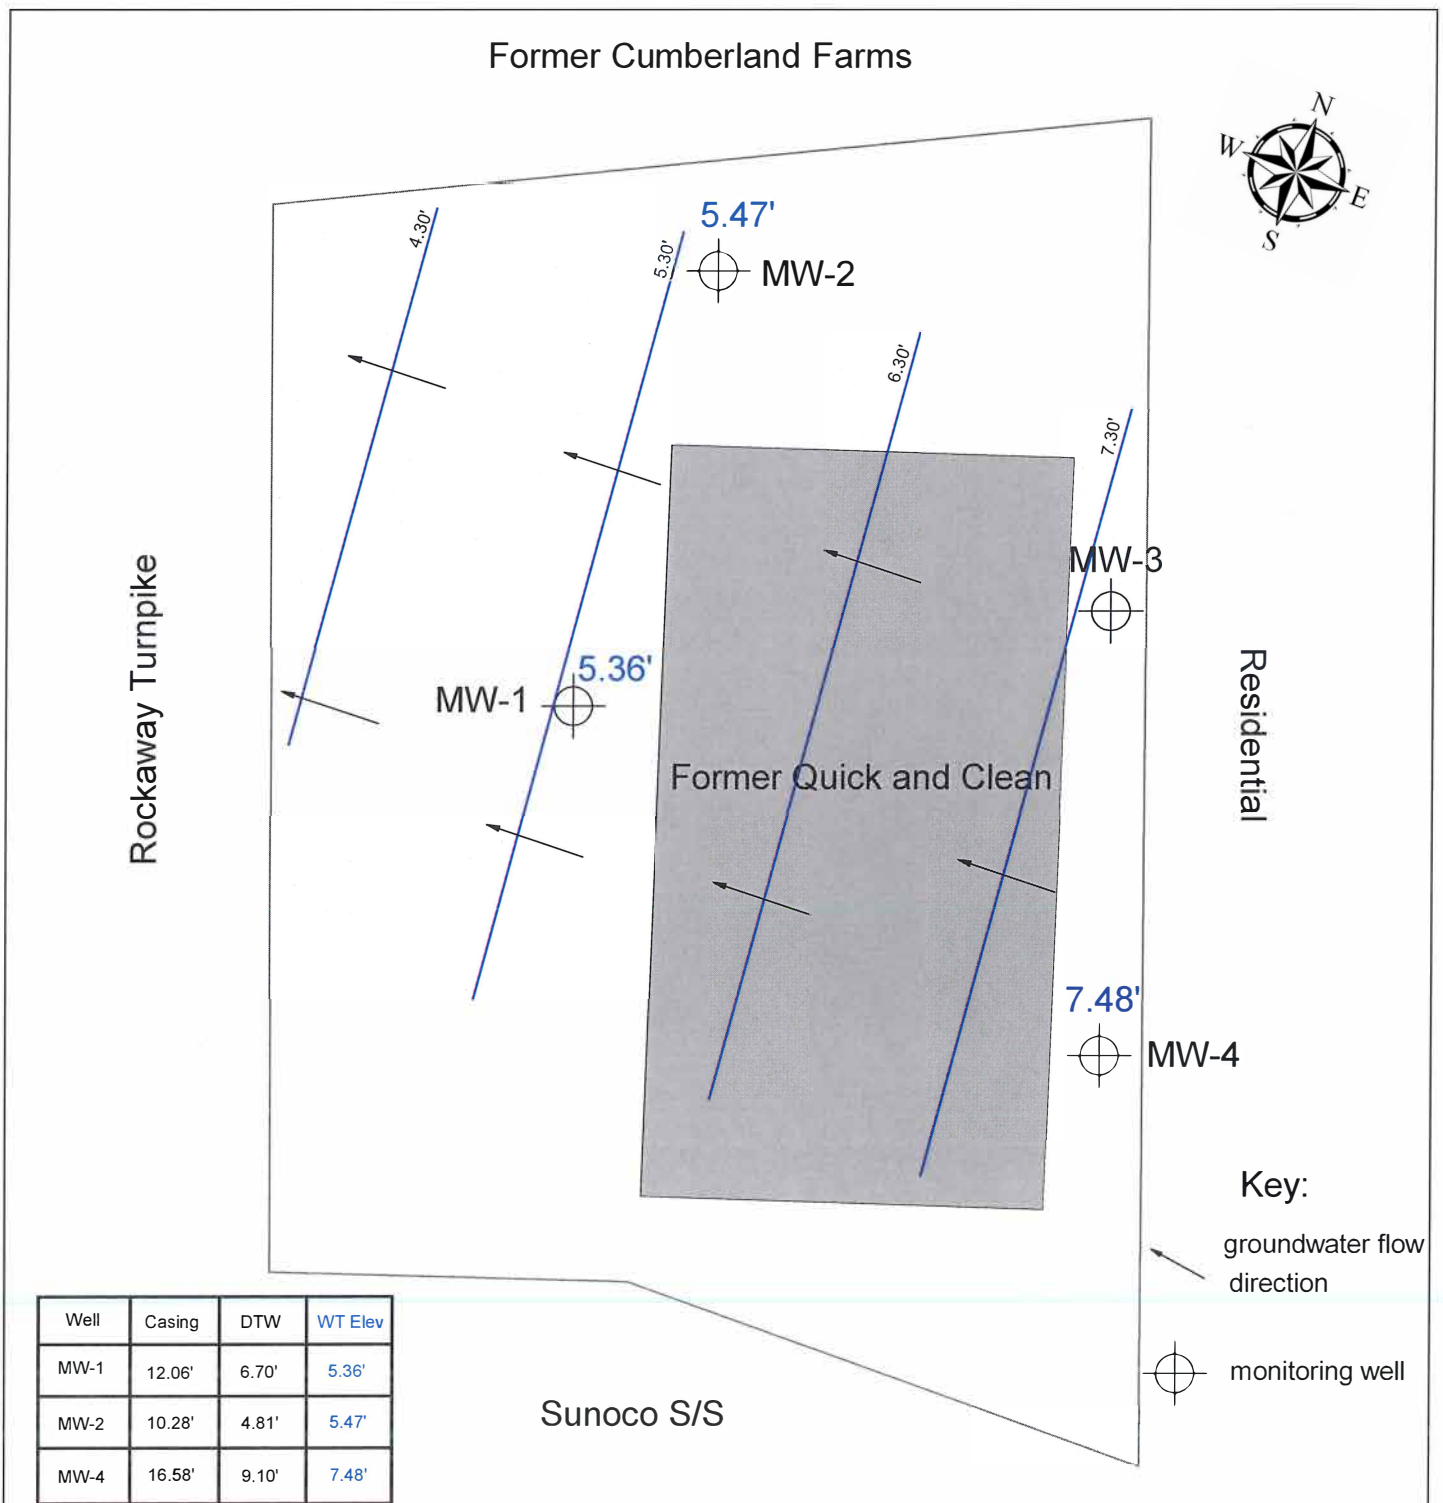 Former Cumberland Farms
N
W
E
S
4.30'
5.30'
5.47'
MW-2
6.30'
7.30'
MW-3
Rockaway Turnpike
5.36'
MW-1
Residential
Former Quick and Clean
7.48'
MW-4
Key:
groundwater flow
direction
monitoring well
Well Casing DTW WT Elev
MW-1 12.06' 6.70' 5.36'
MW-2 10.28' 4.81' 5.47'
MW-4 16.58' 9.10' 7.48'
Sunoco S/S